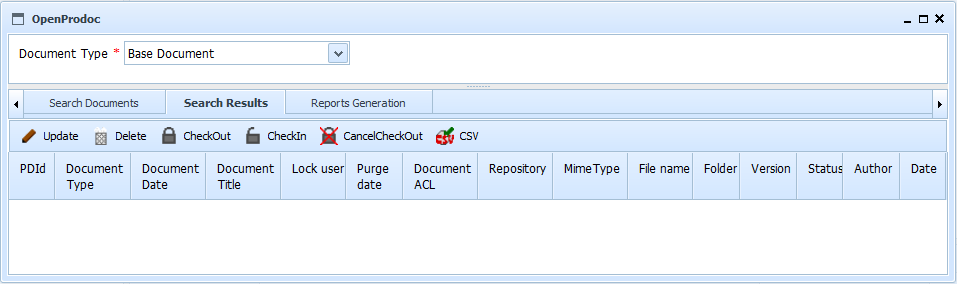 OpenProdoc
Document Type * Base Document
Search Documents Search Results Reports Generation
Update Delete CheckOut CheckIn CancelCheckOut CSV
PDId Document Type Document Date Document Title Lock user Purge date Document ACL Repository MimeType File name Folder Version Status Author Date